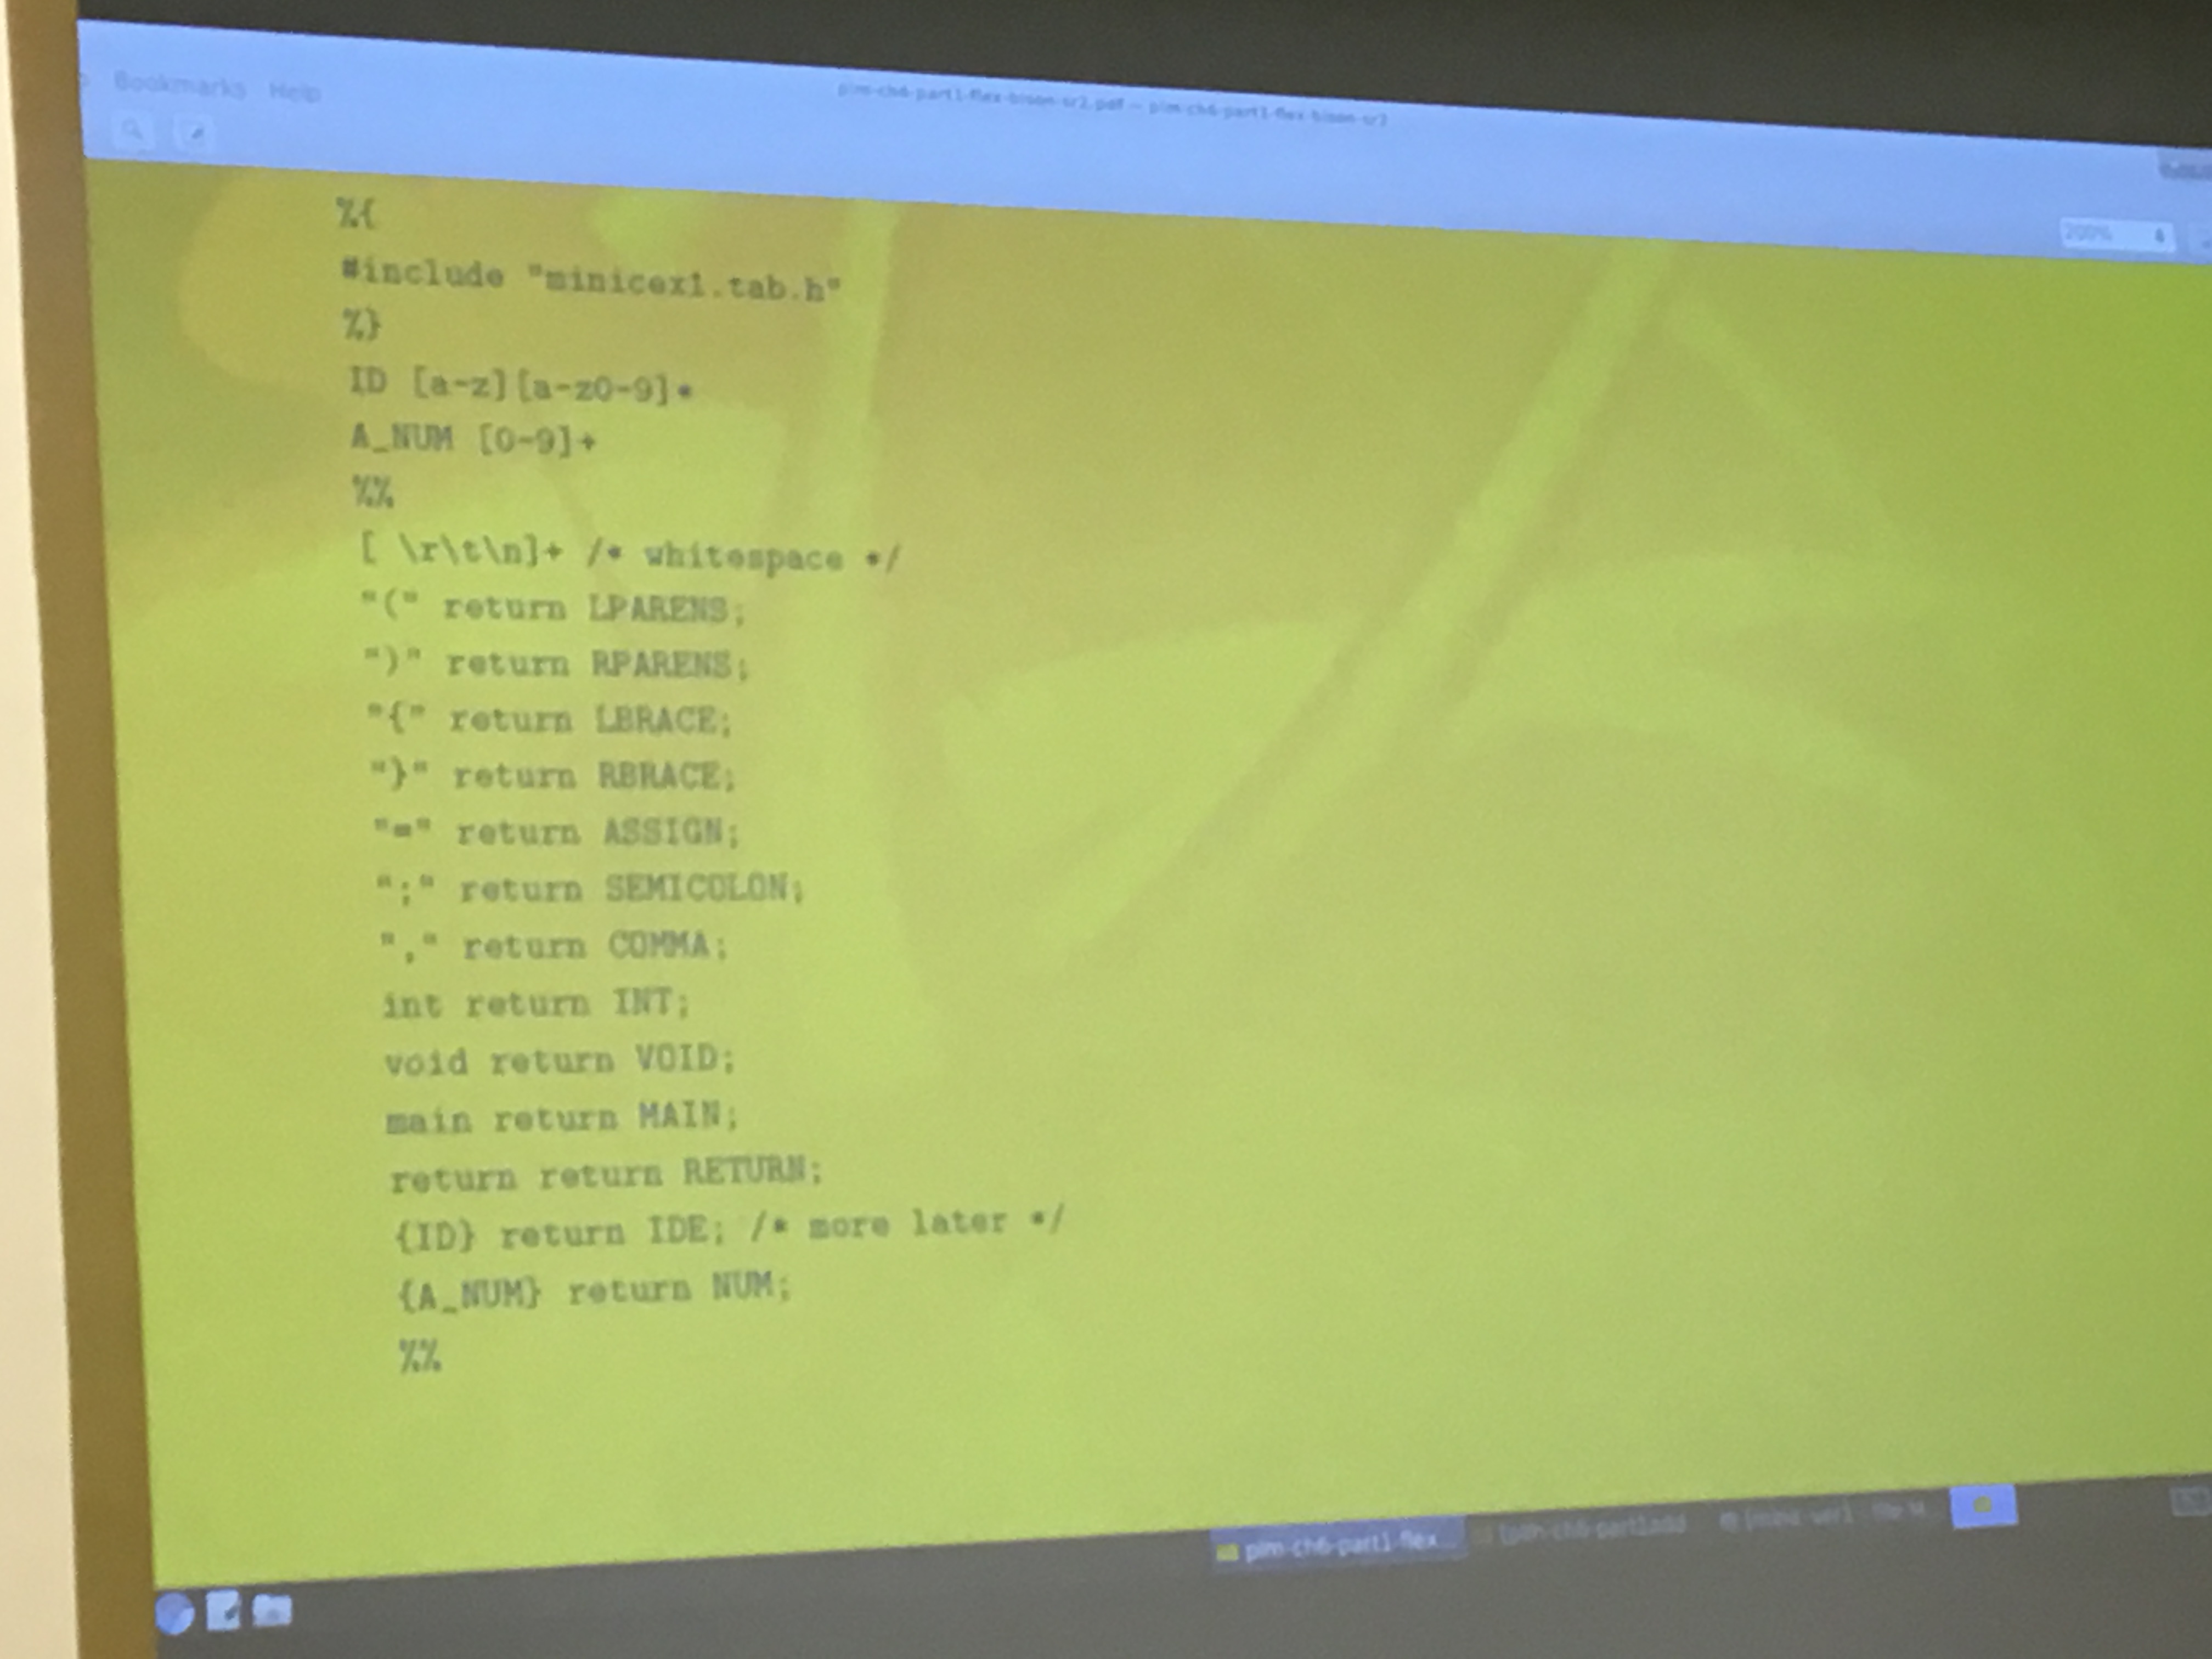 Bookmarks Help
pim-ch6-part1-flex-bison-sr2.pdf — pim-ch6-part1-flex-bison-sr2
200%
%{
#include "minicex1.tab.h"
%}
ID [a-z][a-z0-9]*
A_NUM [0-9]+
%%
[ \r\t\n]+ /* whitespace */
"(" return LPARENS;
")" return RPARENS;
"{" return LBRACE;
"}" return RBRACE;
"=" return ASSIGN;
";" return SEMICOLON;
"," return COMMA;
int return INT;
void return VOID;
main return MAIN;
return return RETURN;
{ID} return IDE; /* more later */
{A_NUM} return NUM;
%%
pim-ch6-part1-flex...